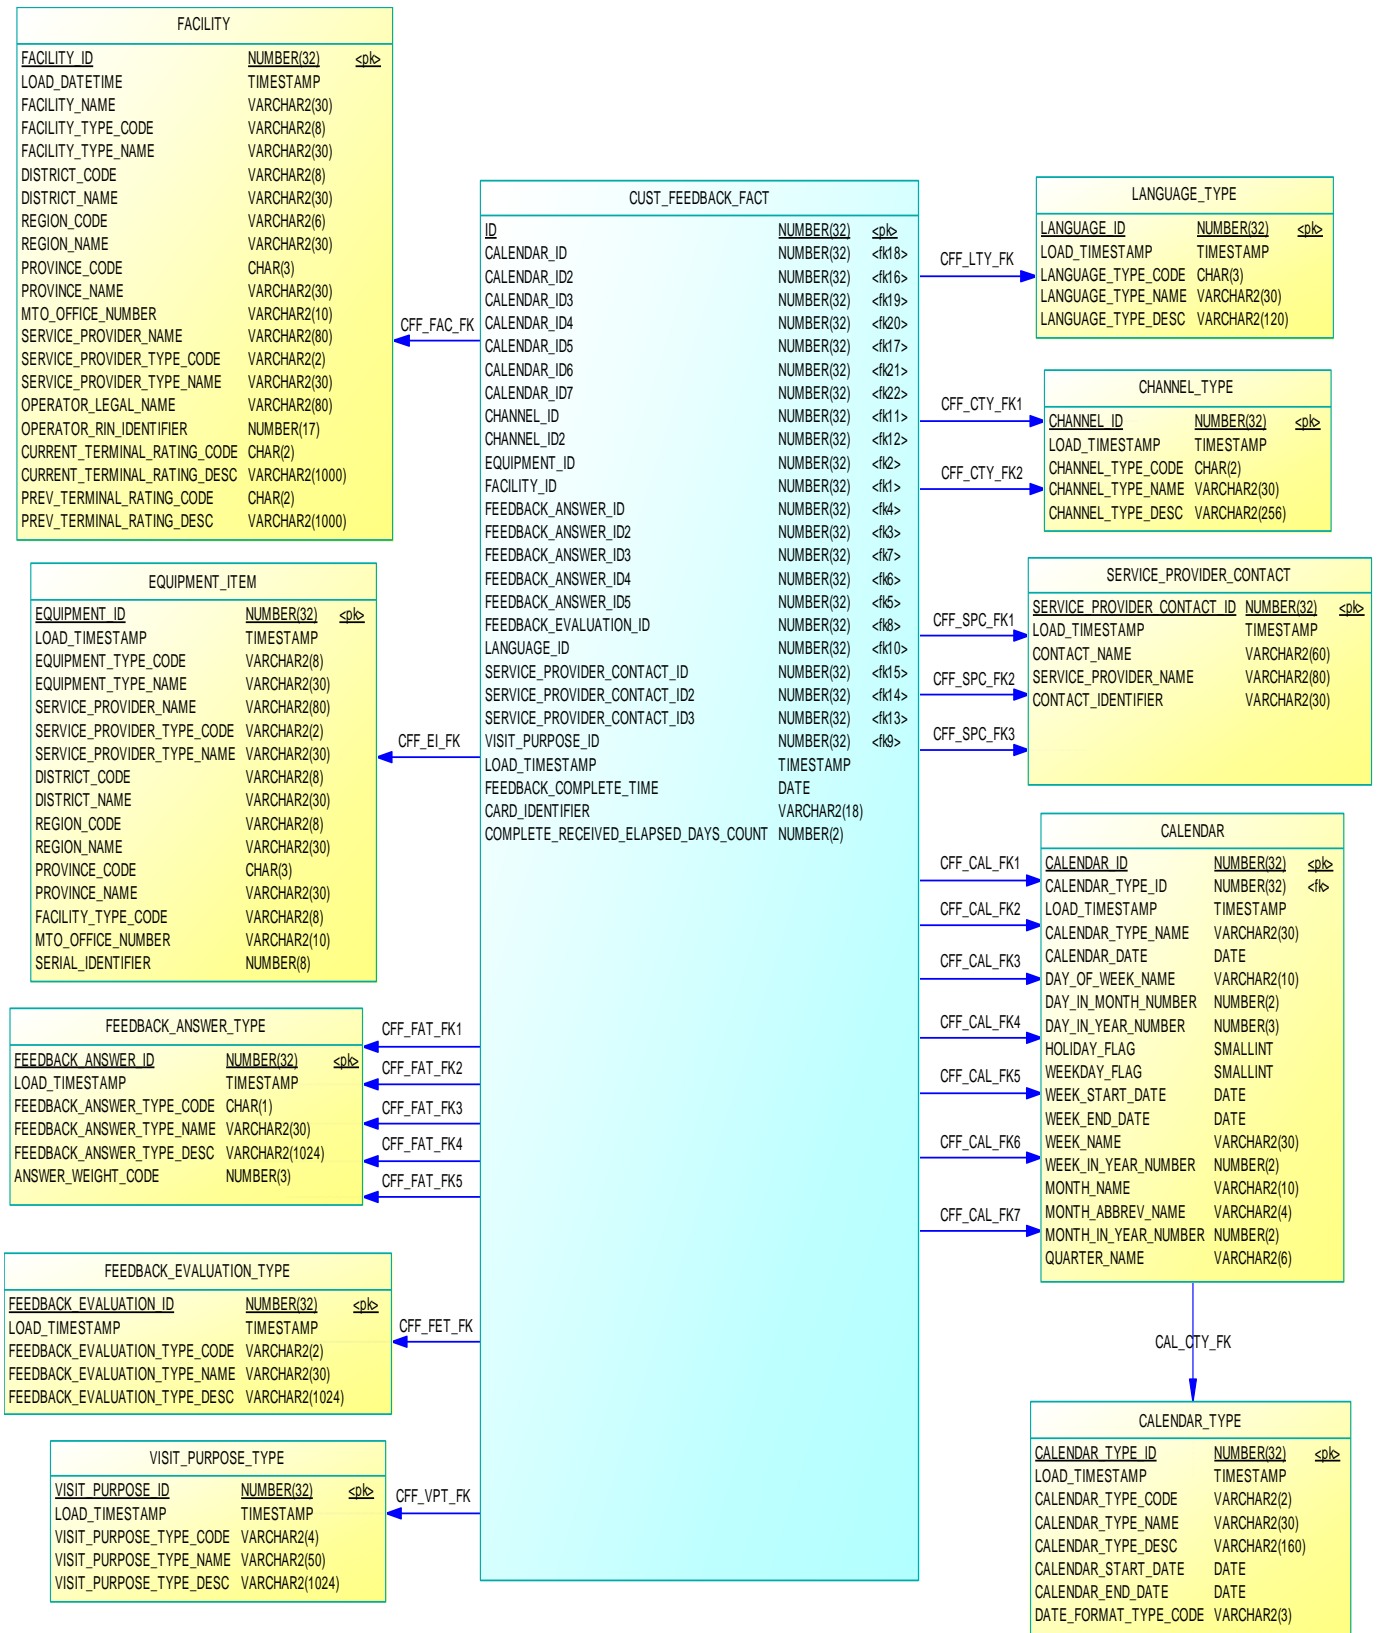 FACILITY
FACILITY_ID NUMBER(32) <pk>
LOAD_DATETIME TIMESTAMP
FACILITY_NAME VARCHAR2(30)
FACILITY_TYPE_CODE VARCHAR2(8)
FACILITY_TYPE_NAME VARCHAR2(30)
DISTRICT_CODE VARCHAR2(8)
DISTRICT_NAME VARCHAR2(30)
REGION_CODE VARCHAR2(6)
REGION_NAME VARCHAR2(30)
PROVINCE_CODE CHAR(3)
PROVINCE_NAME VARCHAR2(30)
MTO_OFFICE_NUMBER VARCHAR2(10)
SERVICE_PROVIDER_NAME VARCHAR2(80)
SERVICE_PROVIDER_TYPE_CODE VARCHAR2(2)
SERVICE_PROVIDER_TYPE_NAME VARCHAR2(30)
OPERATOR_LEGAL_NAME VARCHAR2(80)
OPERATOR_RIN_IDENTIFIER NUMBER(17)
CURRENT_TERMINAL_RATING_CODE CHAR(2)
CURRENT_TERMINAL_RATING_DESC VARCHAR2(1000)
PREV_TERMINAL_RATING_CODE CHAR(2)
PREV_TERMINAL_RATING_DESC VARCHAR2(1000)
EQUIPMENT_ITEM
EQUIPMENT_ID NUMBER(32) <pk>
LOAD_TIMESTAMP TIMESTAMP
EQUIPMENT_TYPE_CODE VARCHAR2(8)
EQUIPMENT_TYPE_NAME VARCHAR2(30)
SERVICE_PROVIDER_NAME VARCHAR2(80)
SERVICE_PROVIDER_TYPE_CODE VARCHAR2(2)
SERVICE_PROVIDER_TYPE_NAME VARCHAR2(30)
DISTRICT_CODE VARCHAR2(8)
DISTRICT_NAME VARCHAR2(30)
REGION_CODE VARCHAR2(8)
REGION_NAME VARCHAR2(30)
PROVINCE_CODE CHAR(3)
PROVINCE_NAME VARCHAR2(30)
FACILITY_TYPE_CODE VARCHAR2(8)
MTO_OFFICE_NUMBER VARCHAR2(10)
SERIAL_IDENTIFIER NUMBER(8)
FEEDBACK_ANSWER_TYPE
FEEDBACK_ANSWER_ID NUMBER(32) <pk>
LOAD_TIMESTAMP TIMESTAMP
FEEDBACK_ANSWER_TYPE_CODE CHAR(1)
FEEDBACK_ANSWER_TYPE_NAME VARCHAR2(30)
FEEDBACK_ANSWER_TYPE_DESC VARCHAR2(1024)
ANSWER_WEIGHT_CODE NUMBER(3)
FEEDBACK_EVALUATION_TYPE
FEEDBACK_EVALUATION_ID NUMBER(32) <pk>
LOAD_TIMESTAMP TIMESTAMP
FEEDBACK_EVALUATION_TYPE_CODE VARCHAR2(2)
FEEDBACK_EVALUATION_TYPE_NAME VARCHAR2(30)
FEEDBACK_EVALUATION_TYPE_DESC VARCHAR2(1024)
VISIT_PURPOSE_TYPE
VISIT_PURPOSE_ID NUMBER(32) <pk>
LOAD_TIMESTAMP TIMESTAMP
VISIT_PURPOSE_TYPE_CODE VARCHAR2(4)
VISIT_PURPOSE_TYPE_NAME VARCHAR2(50)
VISIT_PURPOSE_TYPE_DESC VARCHAR2(1024)
CFF_FAC_FK
CFF_EI_FK
CFF_FAT_FK1
CFF_FAT_FK2
CFF_FAT_FK3
CFF_FAT_FK4
CFF_FAT_FK5
CFF_FET_FK
CFF_VPT_FK
CUST_FEEDBACK_FACT
ID NUMBER(32) <pk>
CALENDAR_ID NUMBER(32) <fk18>
CALENDAR_ID2 NUMBER(32) <fk16>
CALENDAR_ID3 NUMBER(32) <fk19>
CALENDAR_ID4 NUMBER(32) <fk20>
CALENDAR_ID5 NUMBER(32) <fk17>
CALENDAR_ID6 NUMBER(32) <fk21>
CALENDAR_ID7 NUMBER(32) <fk22>
CHANNEL_ID NUMBER(32) <fk11>
CHANNEL_ID2 NUMBER(32) <fk12>
EQUIPMENT_ID NUMBER(32) <fk2>
FACILITY_ID NUMBER(32) <fk1>
FEEDBACK_ANSWER_ID NUMBER(32) <fk4>
FEEDBACK_ANSWER_ID2 NUMBER(32) <fk3>
FEEDBACK_ANSWER_ID3 NUMBER(32) <fk7>
FEEDBACK_ANSWER_ID4 NUMBER(32) <fk6>
FEEDBACK_ANSWER_ID5 NUMBER(32) <fk5>
FEEDBACK_EVALUATION_ID NUMBER(32) <fk8>
LANGUAGE_ID NUMBER(32) <fk10>
SERVICE_PROVIDER_CONTACT_ID NUMBER(32) <fk15>
SERVICE_PROVIDER_CONTACT_ID2 NUMBER(32) <fk14>
SERVICE_PROVIDER_CONTACT_ID3 NUMBER(32) <fk13>
VISIT_PURPOSE_ID NUMBER(32) <fk9>
LOAD_TIMESTAMP TIMESTAMP
FEEDBACK_COMPLETE_TIME DATE
CARD_IDENTIFIER VARCHAR2(18)
COMPLETE_RECEIVED_ELAPSED_DAYS_COUNT NUMBER(2)
CFF_LTY_FK
CFF_CTY_FK1
CFF_CTY_FK2
CFF_SPC_FK1
CFF_SPC_FK2
CFF_SPC_FK3
CFF_CAL_FK1
CFF_CAL_FK2
CFF_CAL_FK3
CFF_CAL_FK4
CFF_CAL_FK5
CFF_CAL_FK6
CFF_CAL_FK7
LANGUAGE_TYPE
LANGUAGE_ID NUMBER(32) <pk>
LOAD_TIMESTAMP TIMESTAMP
LANGUAGE_TYPE_CODE CHAR(3)
LANGUAGE_TYPE_NAME VARCHAR2(30)
LANGUAGE_TYPE_DESC VARCHAR2(120)
CHANNEL_TYPE
CHANNEL_ID NUMBER(32) <pk>
LOAD_TIMESTAMP TIMESTAMP
CHANNEL_TYPE_CODE CHAR(2)
CHANNEL_TYPE_NAME VARCHAR2(30)
CHANNEL_TYPE_DESC VARCHAR2(256)
SERVICE_PROVIDER_CONTACT
SERVICE_PROVIDER_CONTACT_ID NUMBER(32) <pk>
LOAD_TIMESTAMP TIMESTAMP
CONTACT_NAME VARCHAR2(60)
SERVICE_PROVIDER_NAME VARCHAR2(80)
CONTACT_IDENTIFIER VARCHAR2(30)
CALENDAR
CALENDAR_ID NUMBER(32) <pk>
CALENDAR_TYPE_ID NUMBER(32) <fk>
LOAD_TIMESTAMP TIMESTAMP
CALENDAR_TYPE_NAME VARCHAR2(30)
CALENDAR_DATE DATE
DAY_OF_WEEK_NAME VARCHAR2(10)
DAY_IN_MONTH_NUMBER NUMBER(2)
DAY_IN_YEAR_NUMBER NUMBER(3)
HOLIDAY_FLAG SMALLINT
WEEKDAY_FLAG SMALLINT
WEEK_START_DATE DATE
WEEK_END_DATE DATE
WEEK_NAME VARCHAR2(30)
WEEK_IN_YEAR_NUMBER NUMBER(2)
MONTH_NAME VARCHAR2(10)
MONTH_ABBREV_NAME VARCHAR2(4)
MONTH_IN_YEAR_NUMBER NUMBER(2)
QUARTER_NAME VARCHAR2(6)
CAL_CTY_FK
CALENDAR_TYPE
CALENDAR_TYPE_ID NUMBER(32) <pk>
LOAD_TIMESTAMP TIMESTAMP
CALENDAR_TYPE_CODE VARCHAR2(2)
CALENDAR_TYPE_NAME VARCHAR2(30)
CALENDAR_TYPE_DESC VARCHAR2(160)
CALENDAR_START_DATE DATE
CALENDAR_END_DATE DATE
DATE_FORMAT_TYPE_CODE VARCHAR2(3)